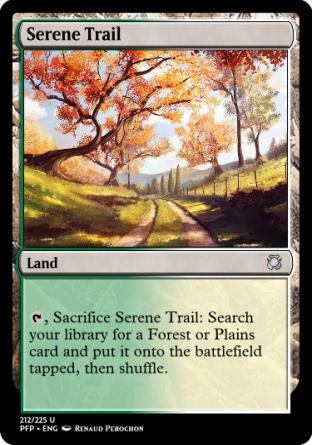 Serene Trail
Land
, Sacrifice Serene Trail: Search
your library for a Forest or Plains
card and put it onto the battlefield
tapped, then shuffle.
212/225 U
PFP • ENG Renaud Perochon